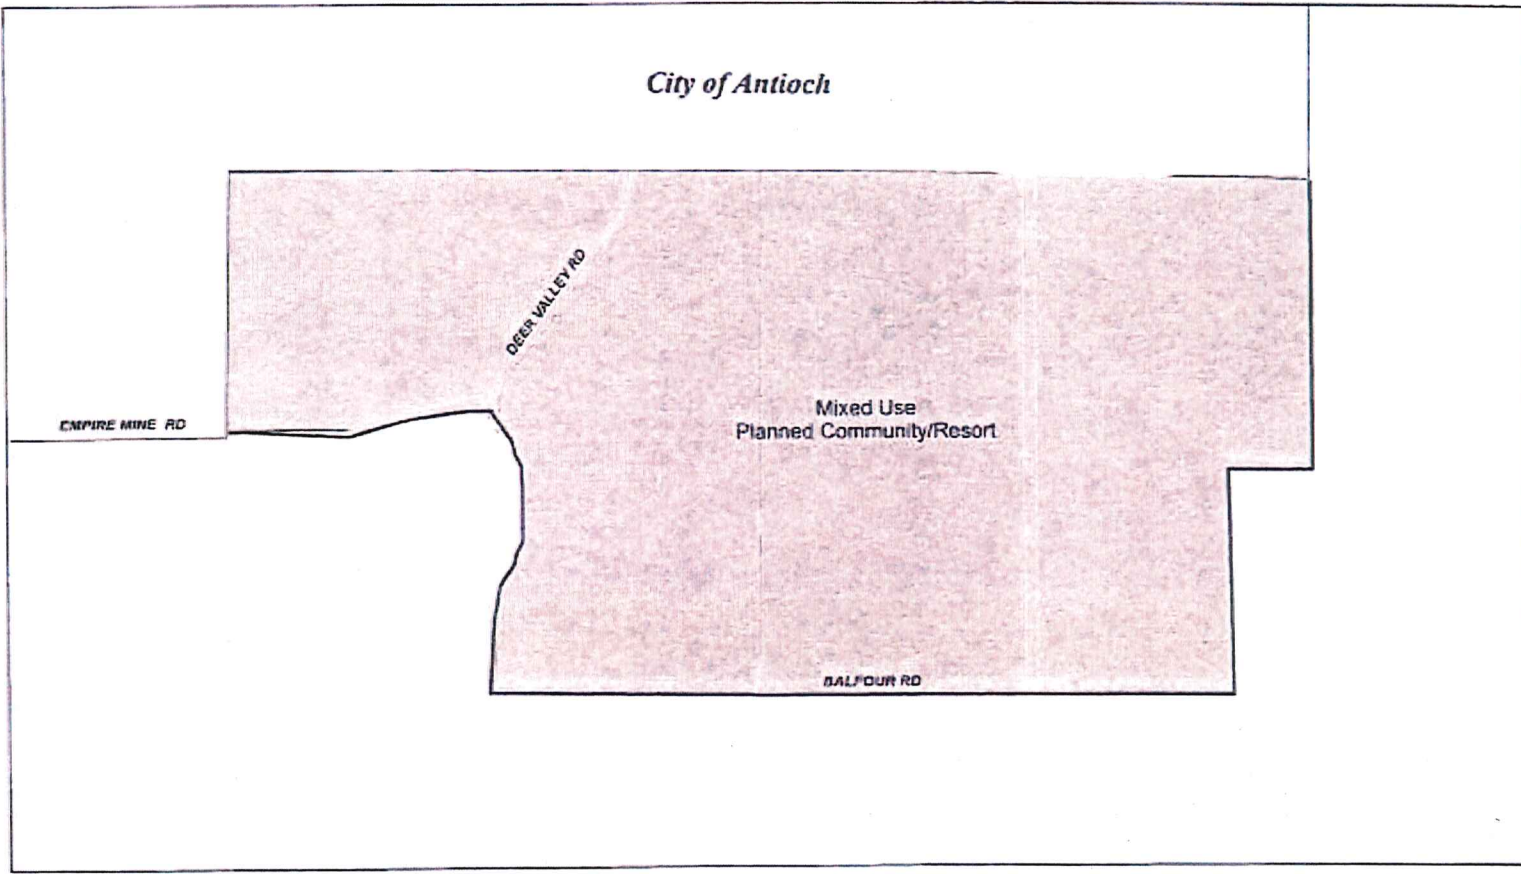 City of Antioch
DEER VALLEY RD
EMPIRE MINE RD
Mixed Use
Planned Community/Resort
BALFOUR RD